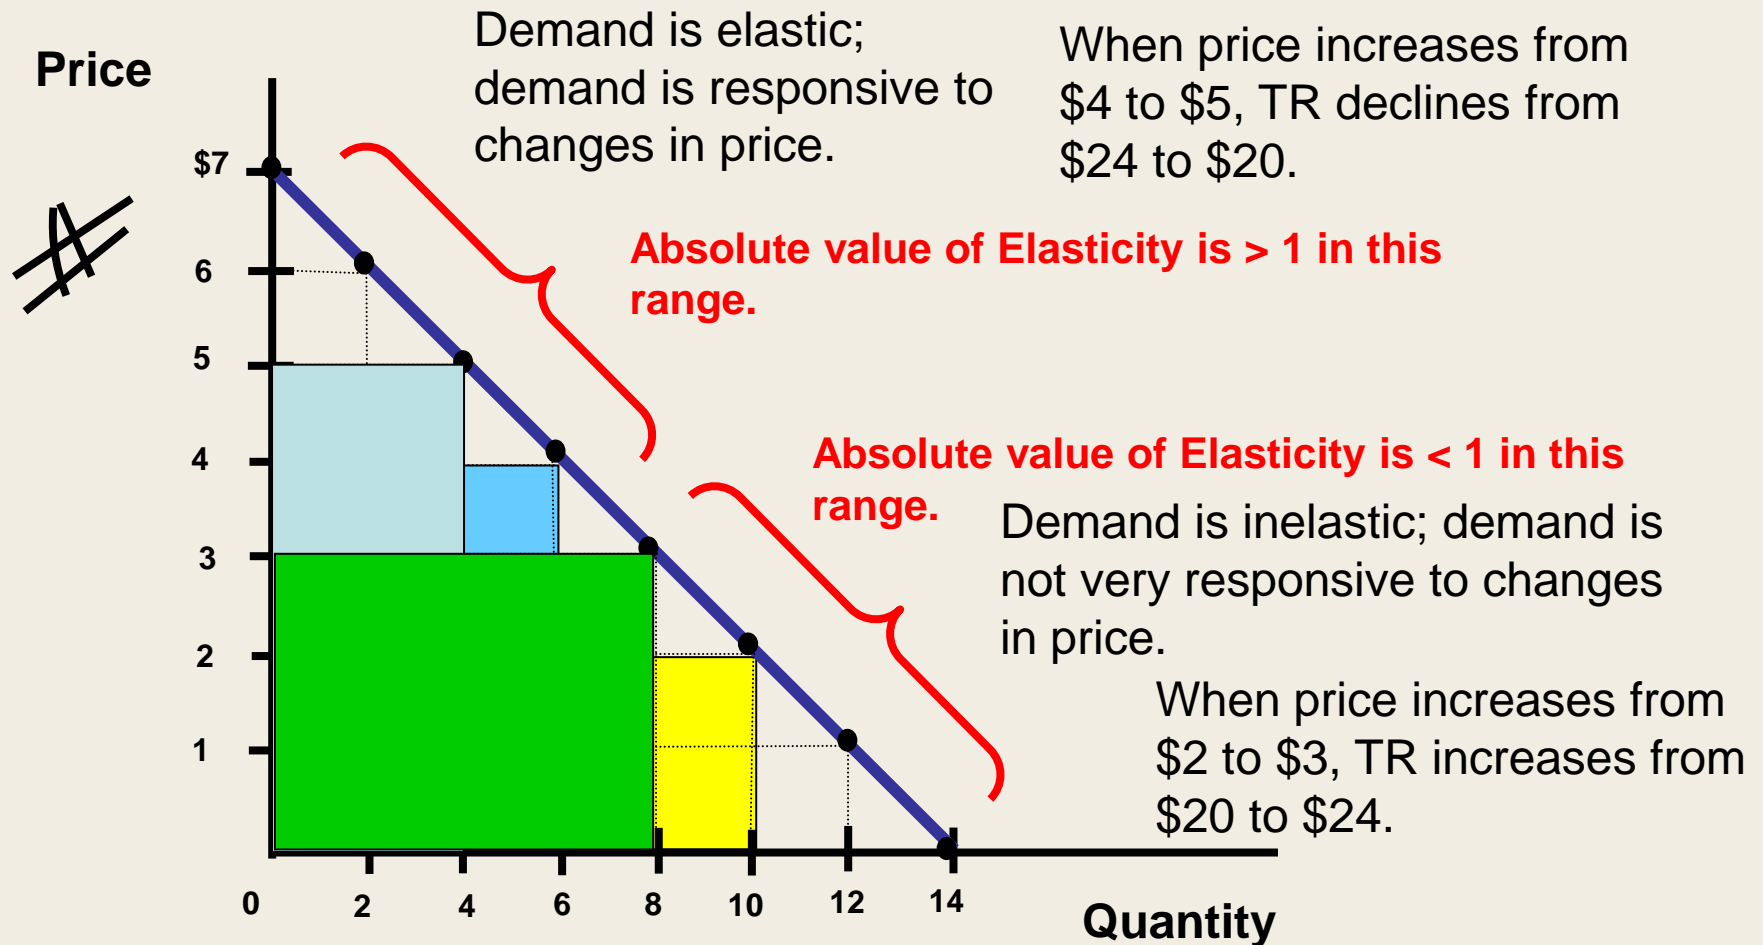 Demand is elastic;
demand is responsive to
changes in price.
When price increases from
$4 to $5, TR declines from
$24 to $20.
Price
$7
Absolute value of Elasticity is > 1 in this
range.
6
5
4
Absolute value of Elasticity is < 1 in this
range.
Demand is inelastic; demand is
not very responsive to changes
in price.
3
2
When price increases from
$2 to $3, TR increases from
$20 to $24.
1
0 2 4 6 8 10 12 14
Quantity